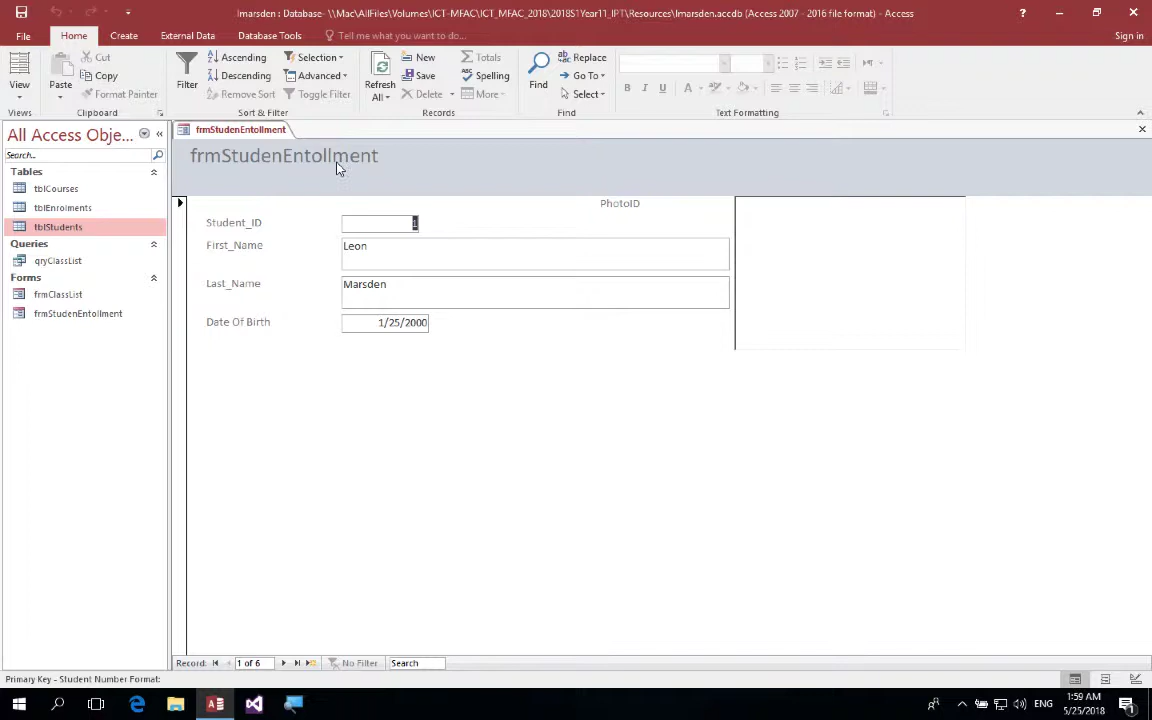 lmarsden : Database- \\Mac\AllFiles\Volumes\ICT-MFAC\ICT_MFAC_2018\2018S1Year11_IPT\Resources\lmarsden.accdb (Access 2007 - 2016 file format) - Access
?
File Home Create External Data Database Tools Tell me what you want to do... Sign in
View
Views
Paste
Cut
Copy
Format Painter
Clipboard
Filter
Ascending
Descending
Remove Sort
Selection
Advanced
Toggle Filter
Sort & Filter
Refresh
All
New
Save
Delete
Totals
Spelling
More
Records
Find
Replace
Go To
Select
Find
B I U A
Text Formatting
All Access Obje...
Search...
Tables
tblCourses
tblEnrolments
tblStudents
Queries
qryClassList
Forms
frmClassList
frmStudenEntollment
frmStudenEntollment
frmStudenEntollment
PhotoID
Student_ID 1
First_Name Leon
Last_Name Marsden
Date Of Birth 1/25/2000
Record: 1 of 6 No Filter Search
Primary Key - Student Number Format:
ENG
1:59 AM
5/25/2018
1